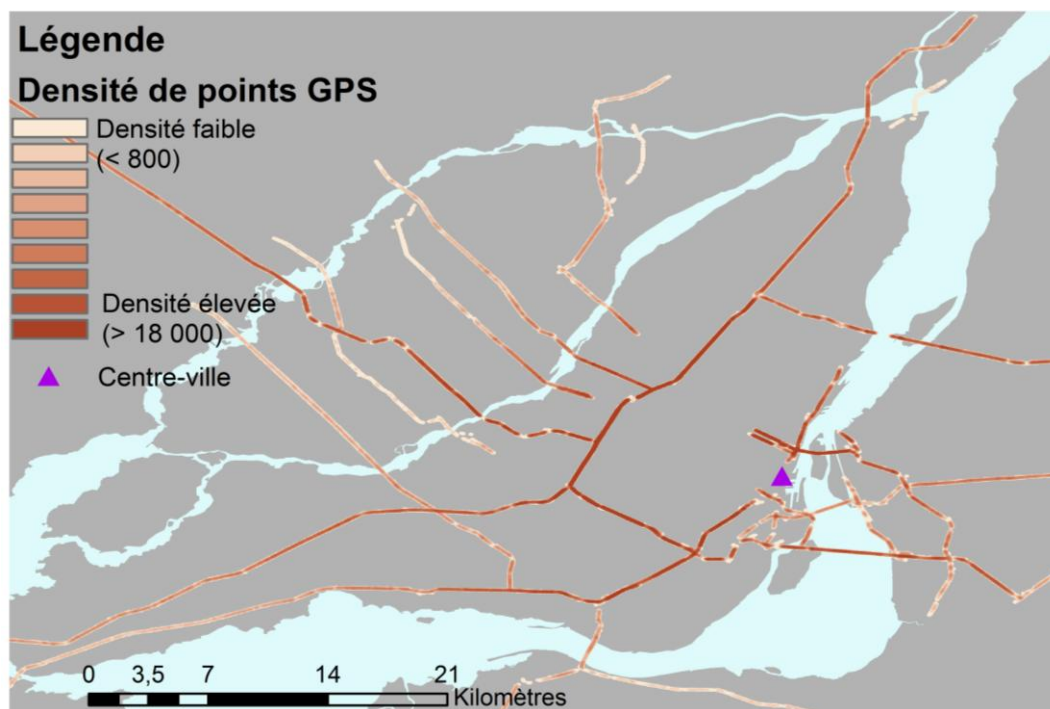 Légende
Densité de points GPS
Densité faible
(< 800)
Densité élevée
(> 18 000)
Centre-ville
0 3,5 7 14 21
Kilomètres